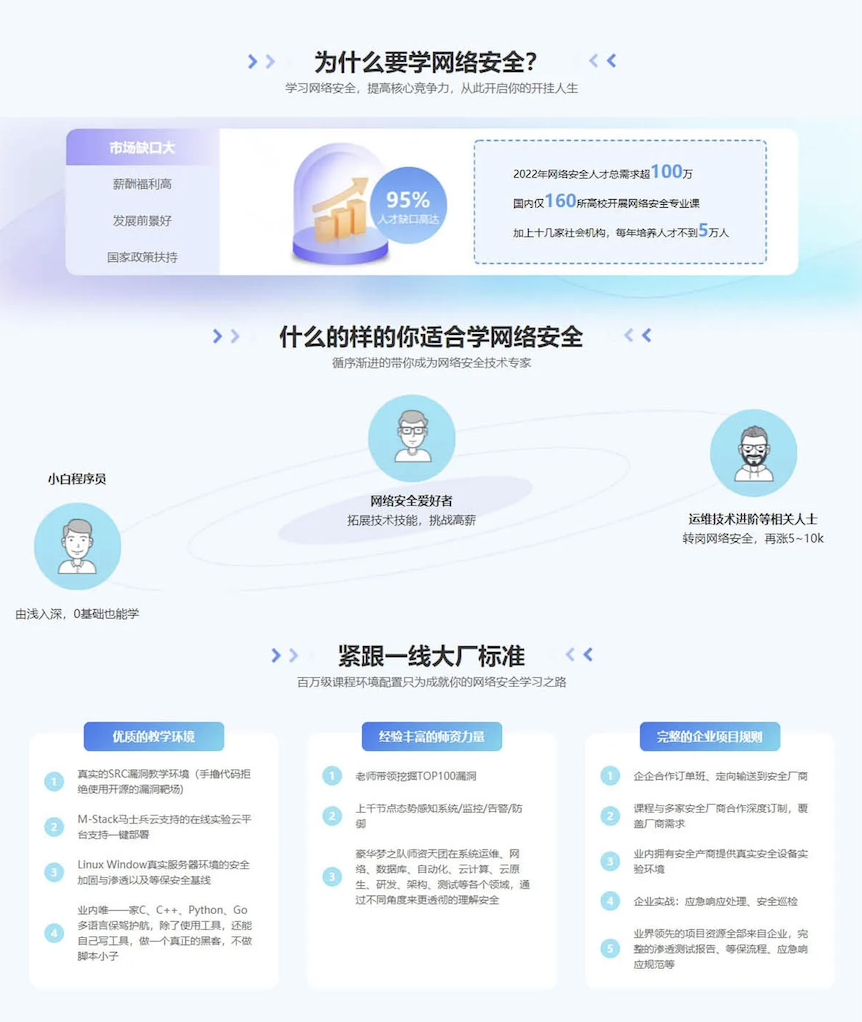 为什么要学网络安全?
学习网络安全，提高核心竞争力，从此开启你的开挂人生
市场缺口大
薪酬福利高
发展前景好
国家政策扶持
95%
人才缺口高达
2022年网络安全人才总需求超100万
国内仅160所高校开展网络安全专业课
加上十几家社会机构，每年培养人才不到5万人
什么的样的你适合学网络安全
循序渐进的带你成为网络安全技术专家
小白程序员
由浅入深，0基础也能学
网络安全爱好者
拓展技术技能，挑战高薪
运维技术进阶等相关人士
转岗网络安全，再涨5~10k
紧跟一线大厂标准
百万级课程环境配置只为成就你的网络安全学习之路
优质的教学环境
1
真实的SRC漏洞教学环境（手撸代码拒
绝使用开源的漏洞靶场）
2
M-Stack马士兵云支持的在线实验云平
台支持一键部署
3
Linux Window真实服务器环境的安全
加固与渗透以及等保安全基线
4
业内唯一一家C、C++、Python、Go
多语言保驾护航，除了使用工具，还能
自己写工具，做一个真正的黑客，不做
脚本小子
经验丰富的师资力量
1
老师带领挖掘TOP100漏洞
2
上千节点态势感知系统/监控/告警/防
御
3
豪华梦之队师资天团在系统运维、网
络、数据库、自动化、云计算、云原
生、研发、架构、测试等各个领域，通
过不同角度来更透彻的理解安全
完整的企业项目规则
1
企企合作订单班、定向输送到安全厂商
2
课程与多家安全厂商合作深度订制，覆
盖厂商需求
3
业内拥有安全产商提供真实安全设备实
验环境
4
企业实战：应急响应处理、安全巡检
5
业界领先的项目资源全部来自企业，完
整的渗透测试报告、等保流程、应急响
应规范等